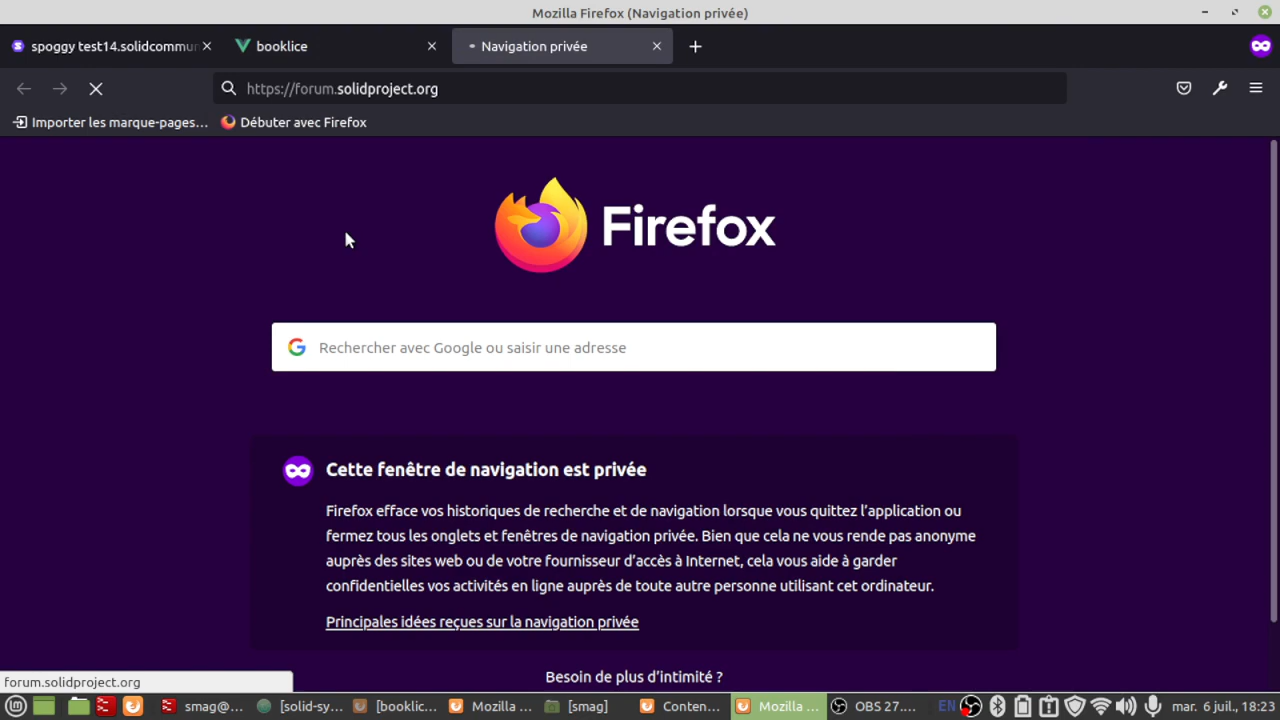 Mozilla Firefox (Navigation privée)
spoggy test14.solidcommu
booklice
Navigation privée
https://forum.solidproject.org
Importer les marque-pages…
Débuter avec Firefox
Firefox
Rechercher avec Google ou saisir une adresse
Cette fenêtre de navigation est privée
Firefox efface vos historiques de recherche et de navigation lorsque vous quittez l’application ou
fermez tous les onglets et fenêtres de navigation privée. Bien que cela ne vous rende pas anonyme
auprès des sites web ou de votre fournisseur d’accès à Internet, cela vous aide à garder
confidentielles vos activités en ligne auprès de toute autre personne utilisant cet ordinateur.
Principales idées reçues sur la navigation privée
Besoin de plus d’intimité ?
forum.solidproject.org
smag@...
[solid-sy...
[booklic...
Mozilla ...
[smag]
Conten...
Mozilla ...
OBS 27....
EN
mar. 6 juil., 18:23